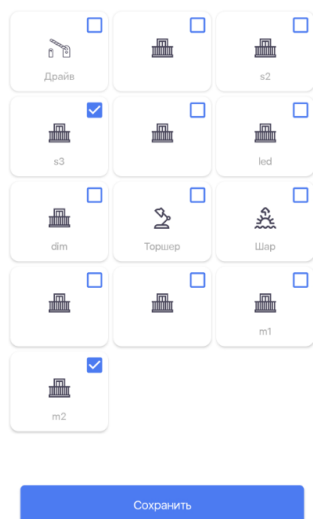 Драйв
s2
s3
led
dim
Торшер
Шар
m1
m2
Сохранить